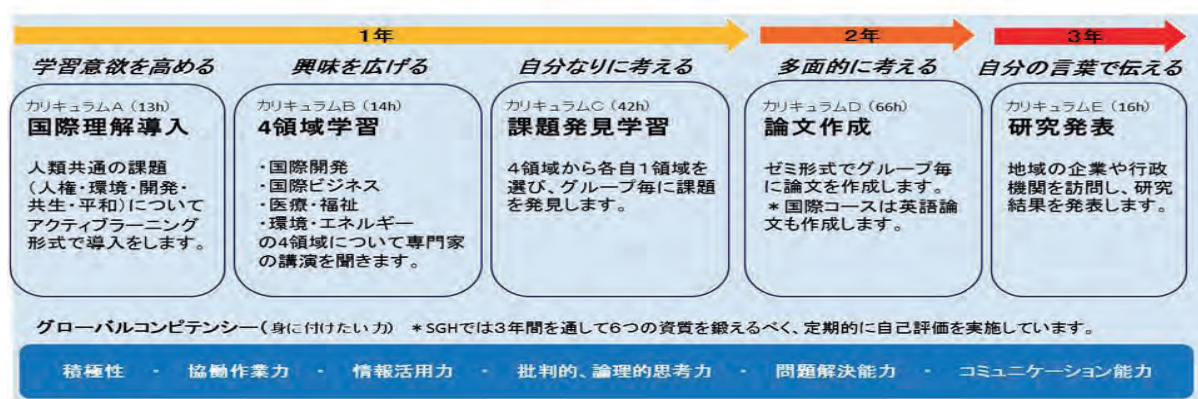 1年
2年
3年
学習意欲を高める
興味を広げる
自分なりに考える
多面的に考える
自分の言葉で伝える
カリキュラムA (13h)
国際理解導入
人類共通の課題
(人権・環境・開発・
共生・平和)について
アクティブラーニング
形式で導入をします。
カリキュラムB (14h)
4領域学習
・国際開発
・国際ビジネス
・医療・福祉
・環境・エネルギー
の4領域について専門家
の講演を聞きます。
カリキュラムC (42h)
課題発見学習
4領域から各自1領域を
選び、グループ毎に課題
を発見します。
カリキュラムD (66h)
論文作成
ゼミ形式でグループ毎
に論文を作成します。
＊国際コースは英語論
文も作成します。
カリキュラムE (16h)
研究発表
地域の企業や行政
機関を訪問し、研究
結果を発表します。
グローバルコンピテンシー(身に付けたい力) ＊SGHでは3年間を通して6つの資質を鍛えるべく、定期的に自己評価を実施しています。
積極性 ・ 協働作業力 ・ 情報活用力 ・ 批判的、論理的思考力 ・ 問題解決能力 ・ コミュニケーション能力